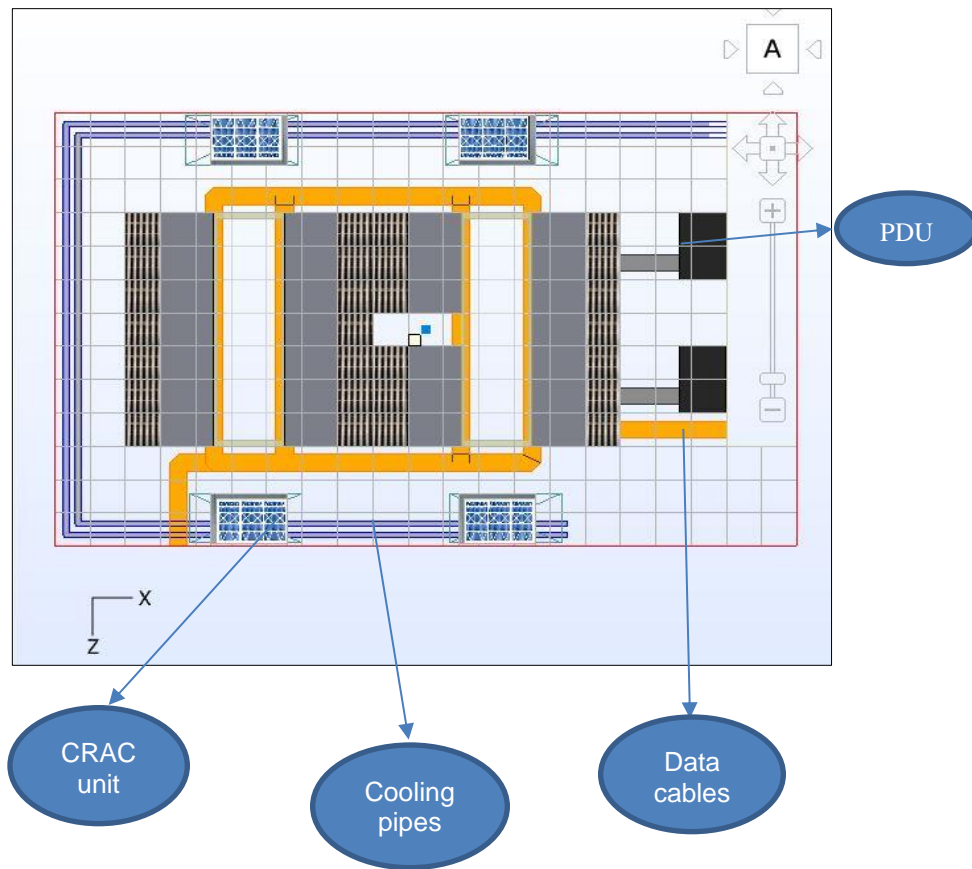 A
PDU
X
Z
CRAC
unit
Cooling
pipes
Data
cables